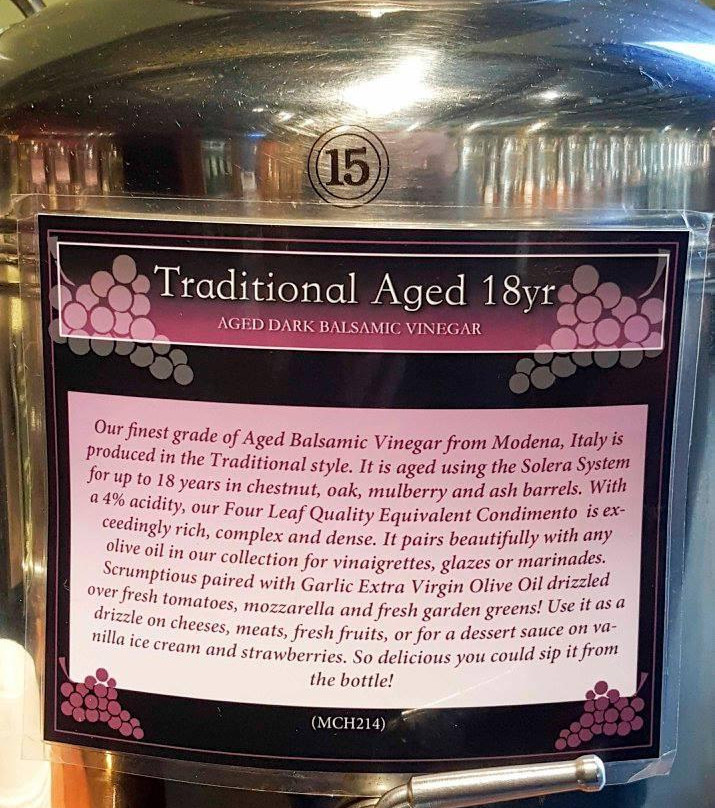 15
Traditional Aged 18yr
AGED DARK BALSAMIC VINEGAR
Our finest grade of Aged Balsamic Vinegar from Modena, Italy is
produced in the Traditional style. It is aged using the Solera System
for up to 18 years in chestnut, oak, mulberry and ash barrels. With
a 4% acidity, our Four Leaf Quality Equivalent Condimento is ex-
ceedingly rich, complex and dense. It pairs beautifully with any
olive oil in our collection for vinaigrettes, glazes or marinades.
Scrumptious paired with Garlic Extra Virgin Olive Oil drizzled
over fresh tomatoes, mozzarella and fresh garden greens! Use it as a
drizzle on cheeses, meats, fresh fruits, or for a dessert sauce on va-
nilla ice cream and strawberries. So delicious you could sip it from
the bottle!
(MCH214)